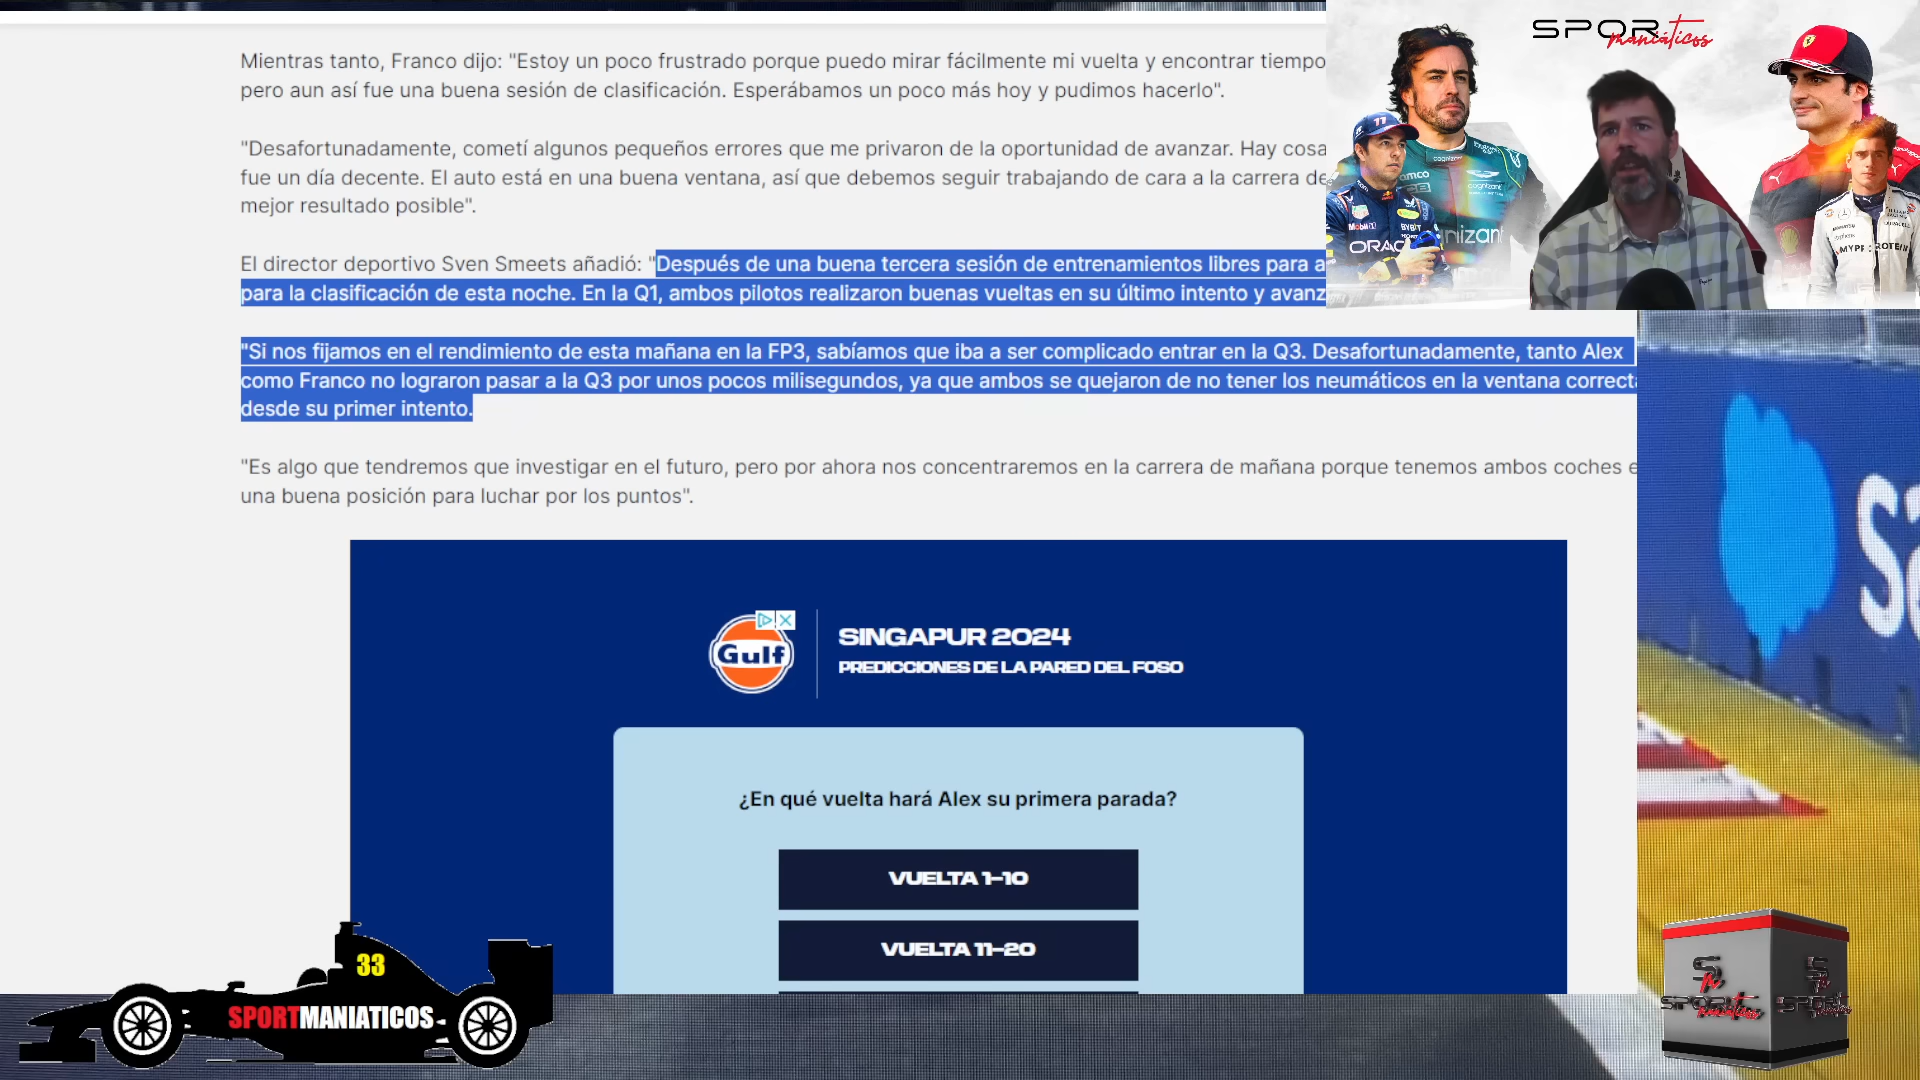 Mientras tanto, Franco dijo: "Estoy un poco frustrado porque puedo mirar fácilmente mi vuelta y encontrar tiempo
pero aun así fue una buena sesión de clasificación. Esperábamos un poco más hoy y pudimos hacerlo".
"Desafortunadamente, cometí algunos pequeños errores que me privaron de la oportunidad de avanzar. Hay
fue un día decente. El auto está en una buena ventana, así que debemos seguir trabajando de cara a la carrera
mejor resultado posible".
El director deportivo Sven Smeets añadió: "Después de una buena tercera sesión de entrenamientos libres para
para la clasificación de esta noche. En la Q1, ambos pilotos realizaron buenas vueltas en su último intento y
"Si nos fijamos en el rendimiento de esta mañana en la FP3, sabíamos que iba a ser complicado entrar en la Q3. Desafortunadamente, tanto Alex
como Franco no lograron pasar a la Q3 por unos pocos milisegundos, ya que ambos se quejaron de no tener los neumáticos en la ventana correcta
desde su primer intento.
"Es algo que tendremos que investigar en el futuro, pero por ahora nos concentraremos en la carrera de mañana porque tenemos ambos coches
una buena posición para luchar por los puntos".
SPORT
maniáticos
11
cognizant
ORAC
MYPROTEIN
Gulf
SINGAPUR 2024
PREDICCIONES DE LA PARED DEL FOSO
¿En qué vuelta hará Alex su primera parada?
VUELTA 1-10
VUELTA 11-20
33
SPORTMANIATICOS
SPORT
maniáticos